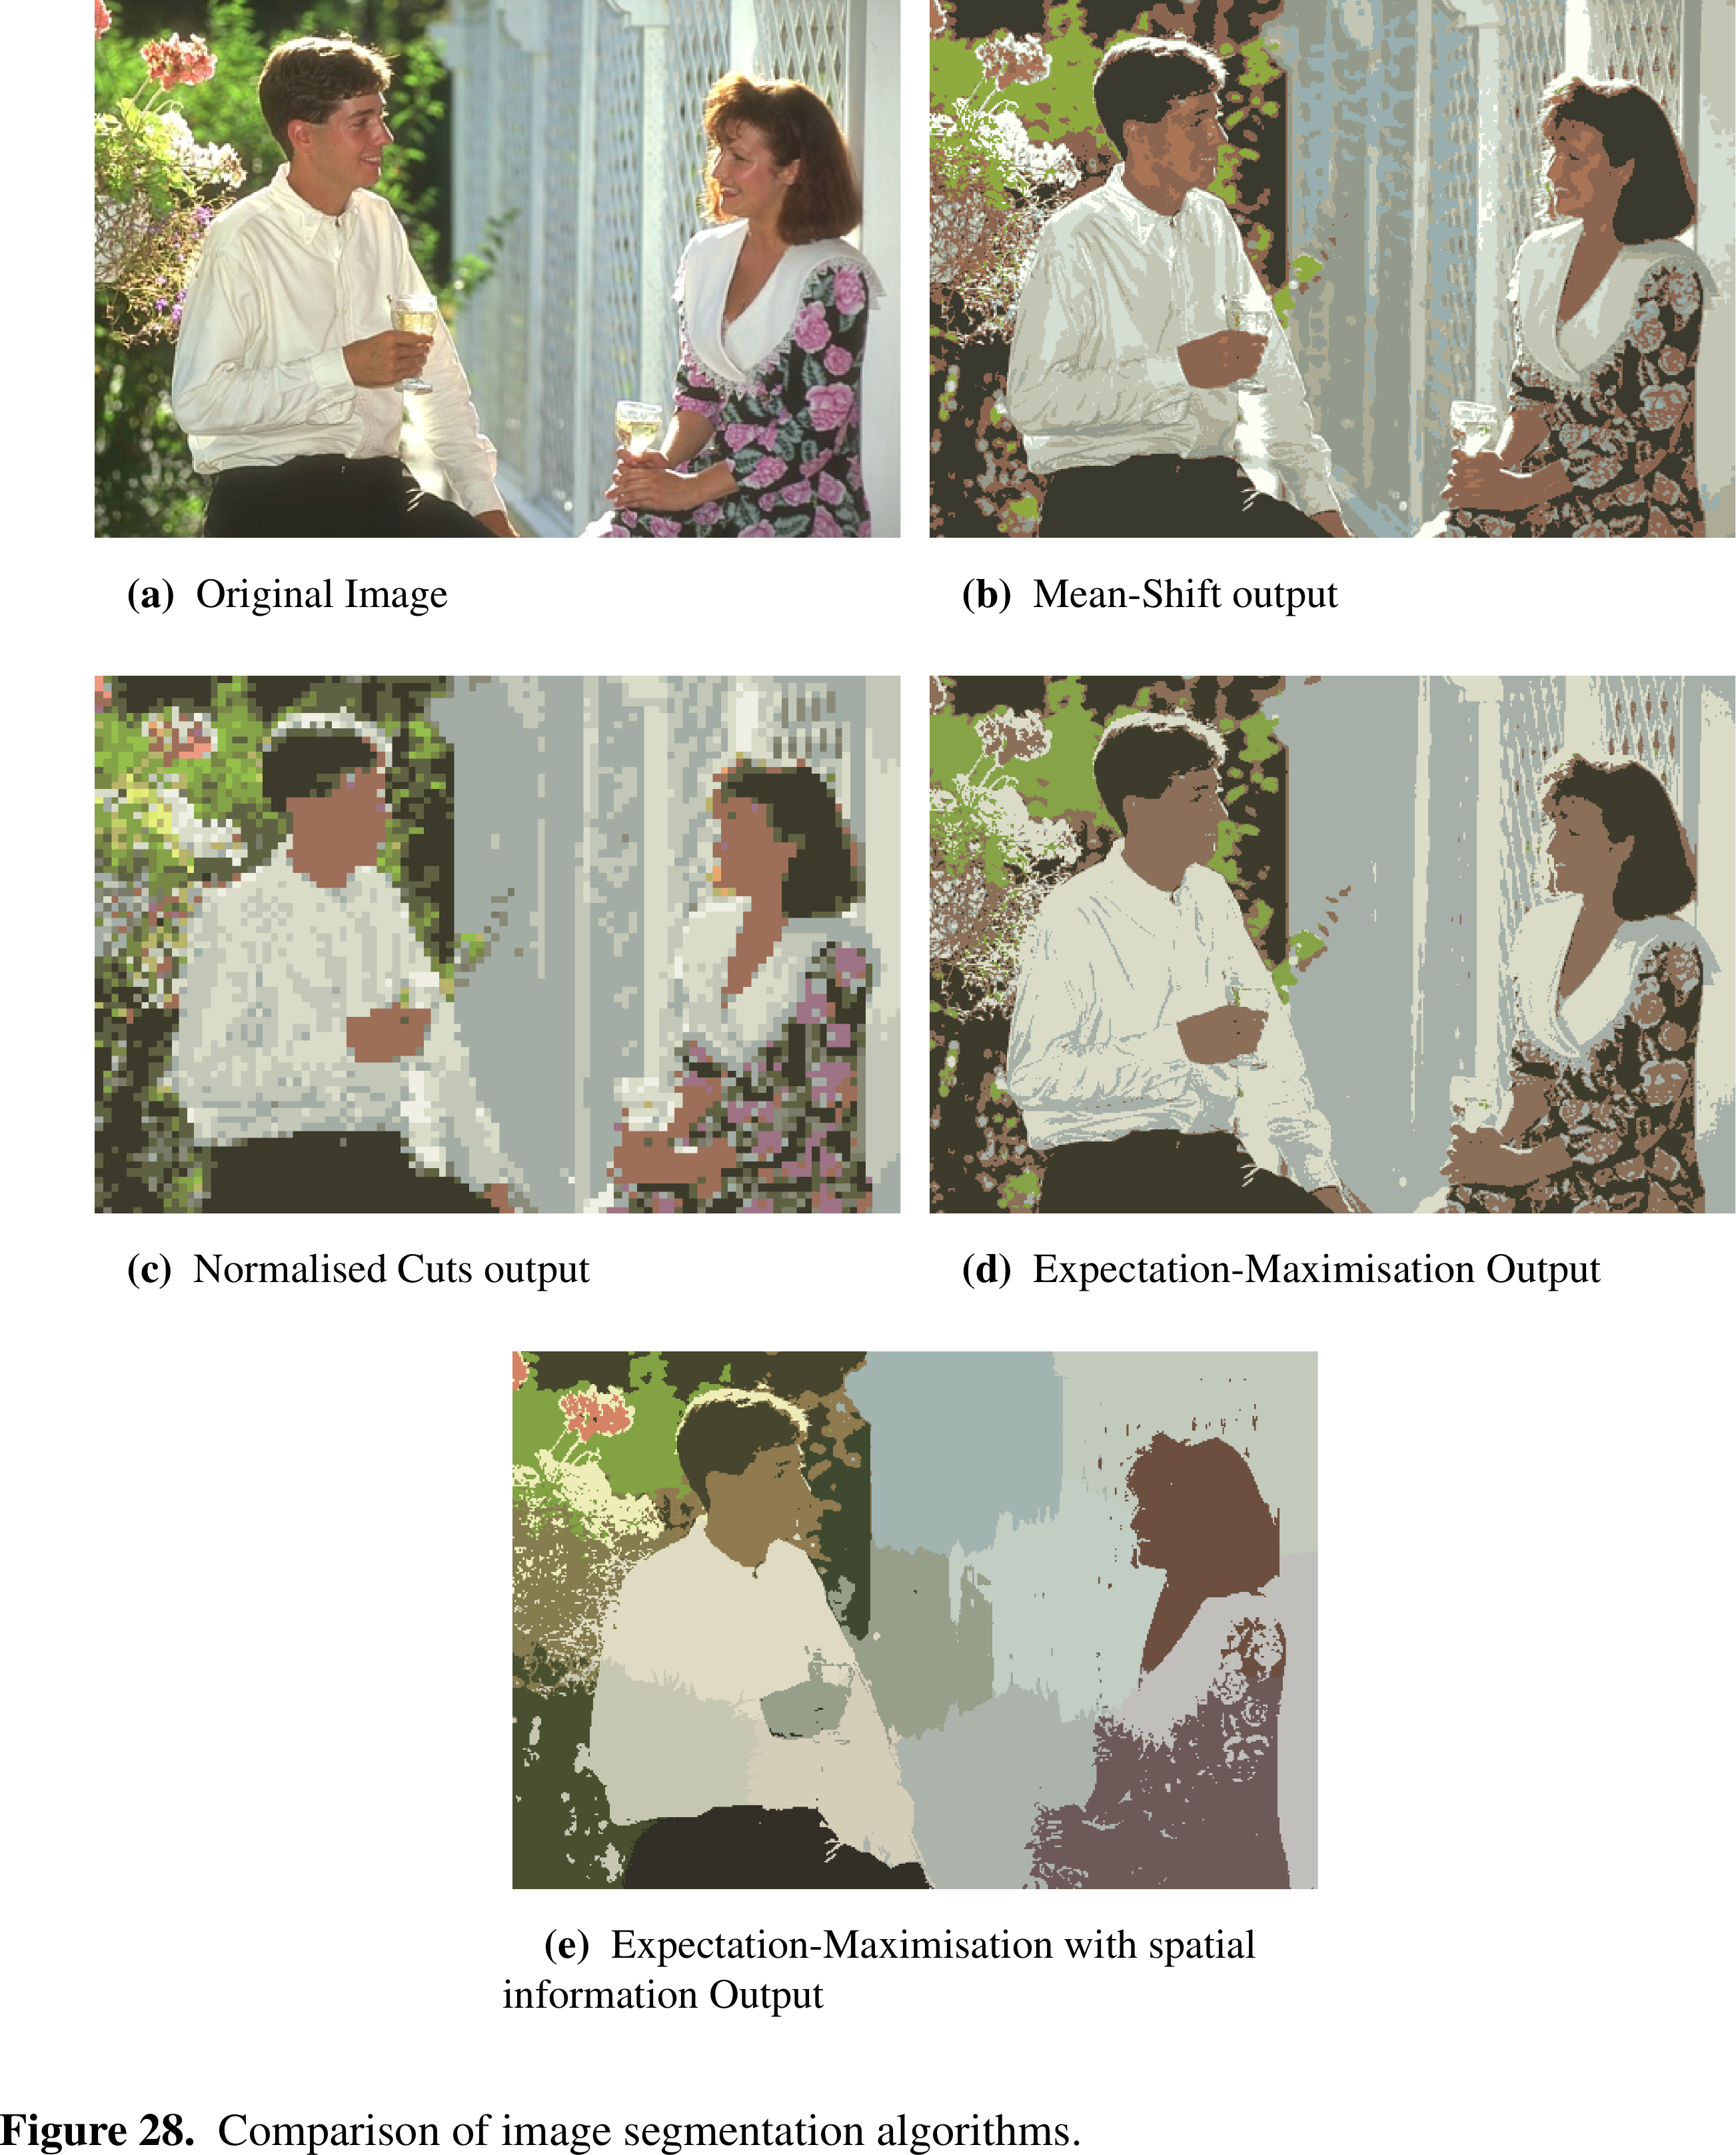 (a) Original Image
(b) Mean-Shift output
(c) Normalised Cuts output
(d) Expectation-Maximisation Output
(e) Expectation-Maximisation with spatial
information Output
Figure 28. Comparison of image segmentation algorithms.